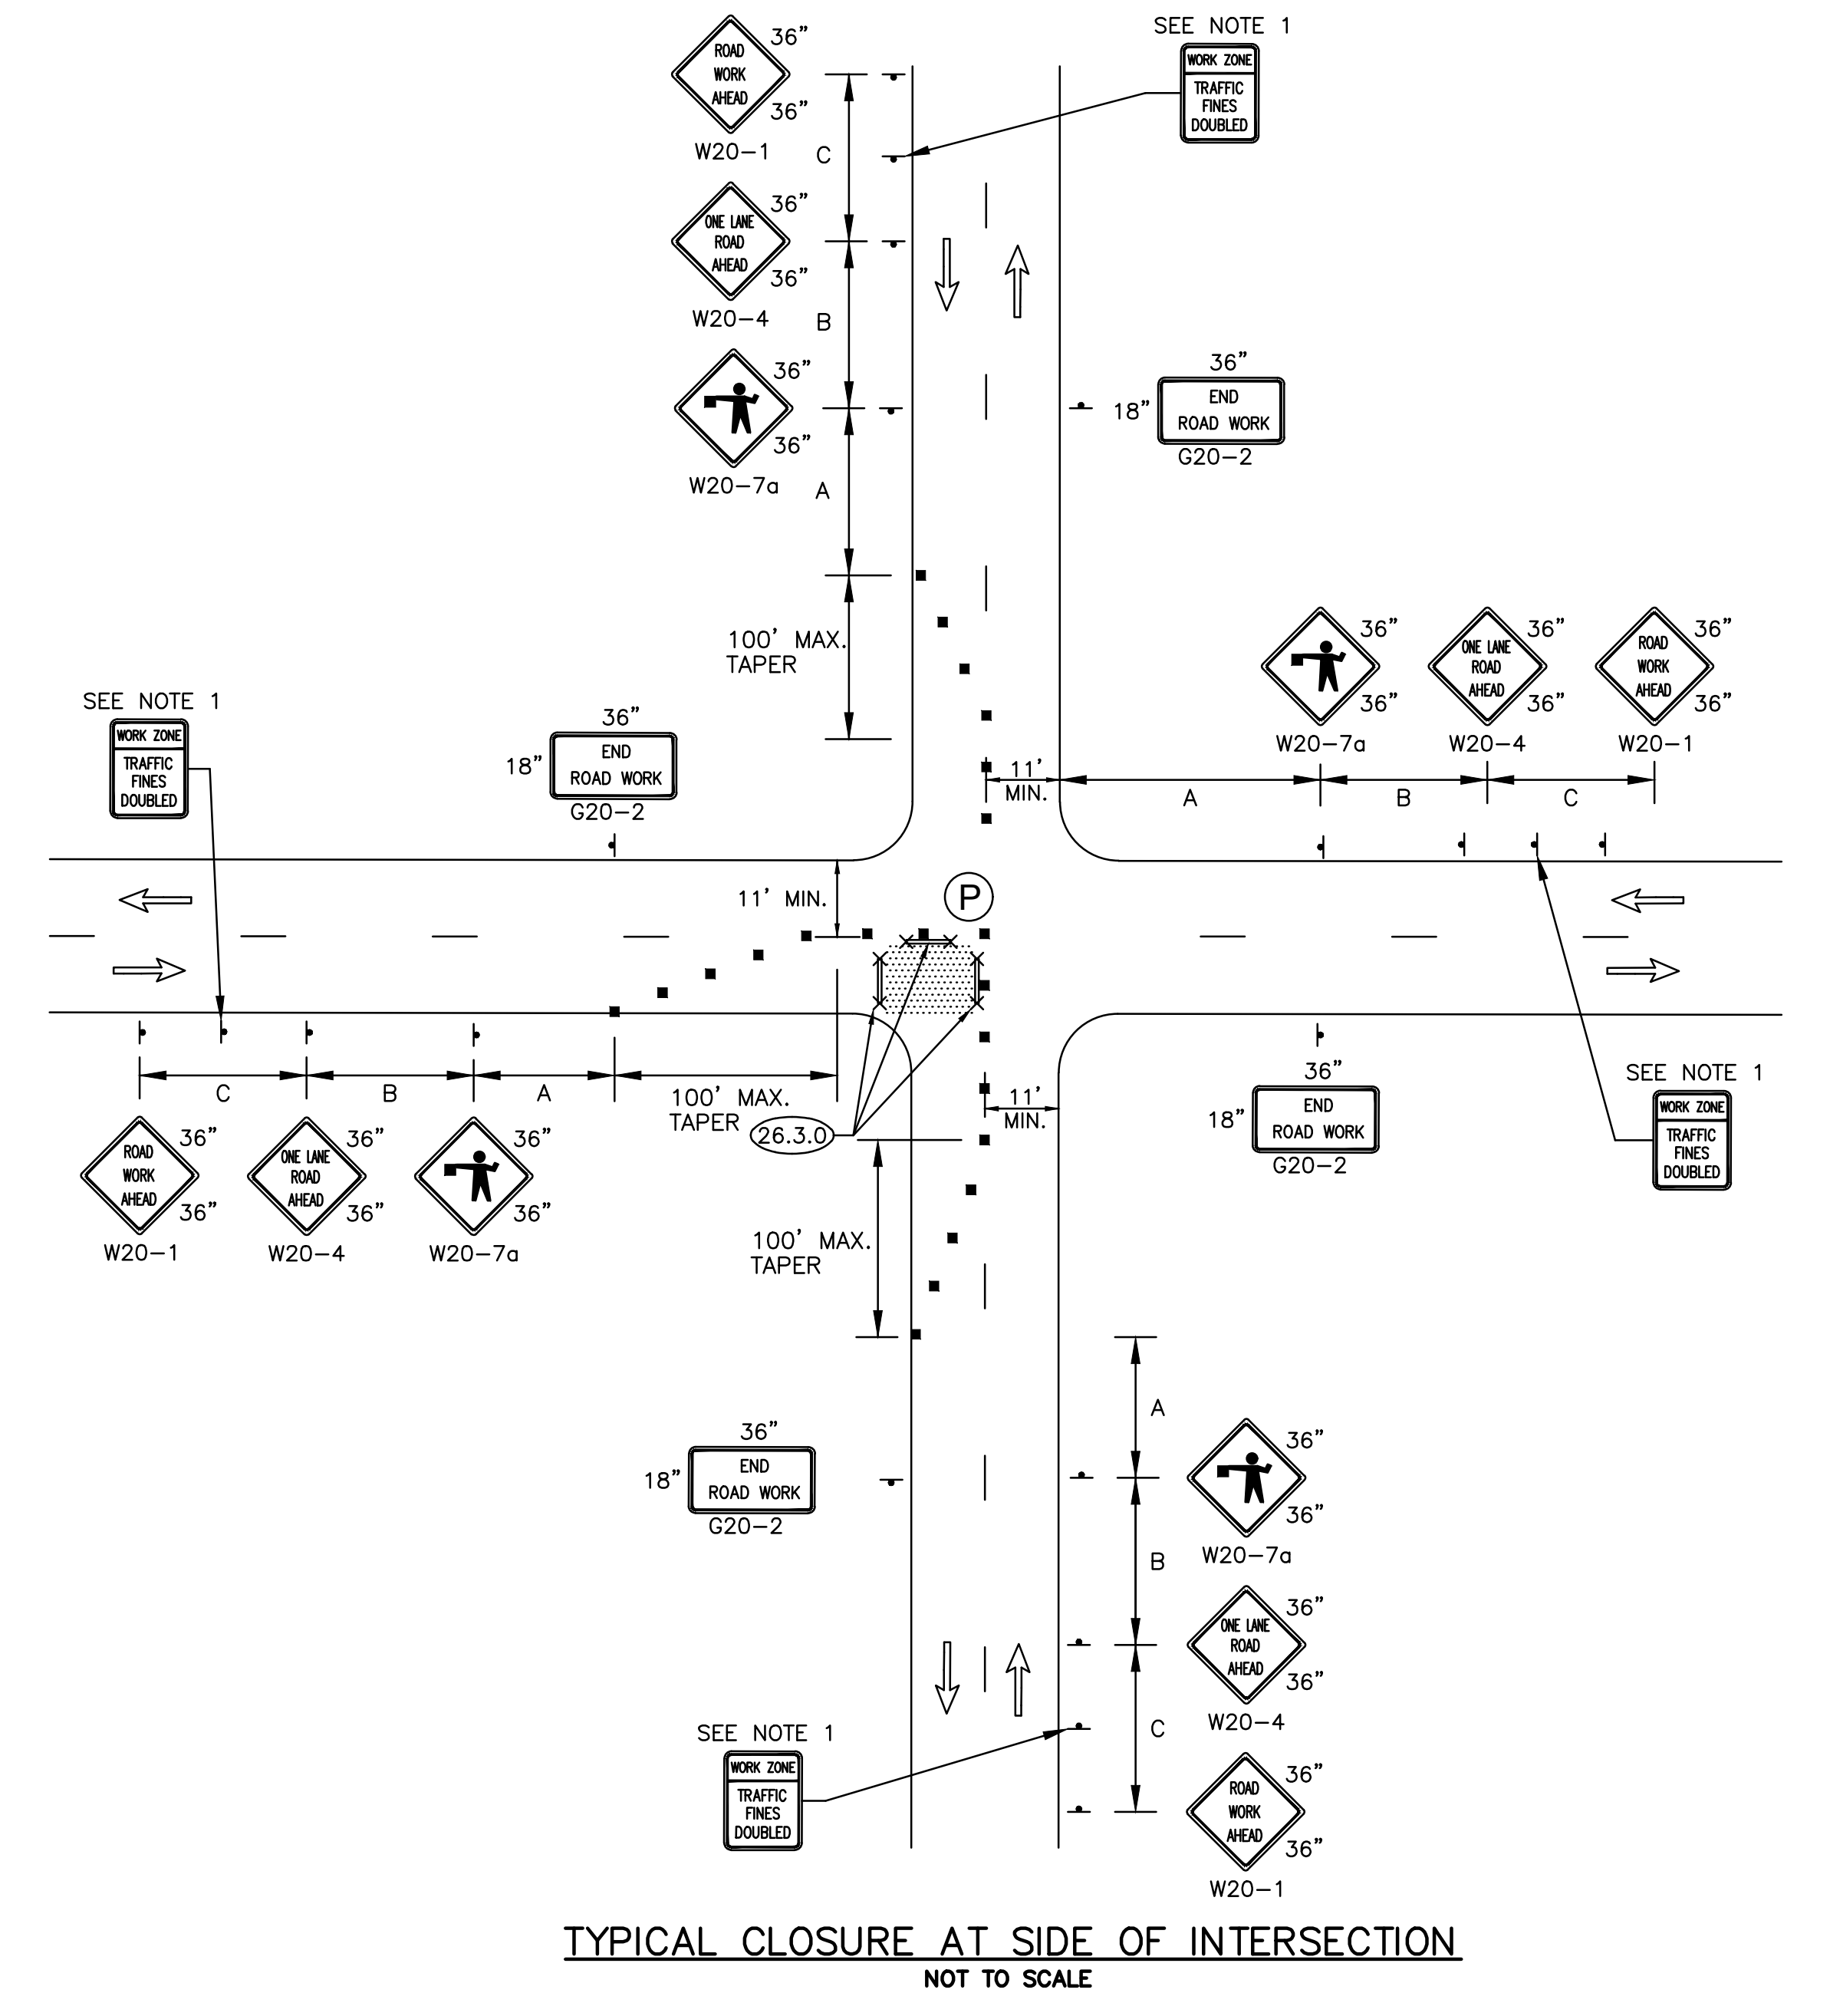 ROAD
WORK
AHEAD
36"
36"
W20-1
C
SEE NOTE 1
WORK ZONE
TRAFFIC
FINES
DOUBLED
ONE LANE
ROAD
AHEAD
36"
36"
W20-4
B
36"
36"
W20-7a
A
36"
18"
END
ROAD WORK
G20-2
100' MAX.
TAPER
36"
36"
W20-7a
ONE LANE
ROAD
AHEAD
36"
36"
W20-4
ROAD
WORK
AHEAD
36"
36"
W20-1
SEE NOTE 1
WORK ZONE
TRAFFIC
FINES
DOUBLED
36"
18"
END
ROAD WORK
G20-2
11'
MIN.
A
B
C
11' MIN.
P
C
B
A
100' MAX.
TAPER
26.3.0
11'
MIN.
36"
18"
END
ROAD WORK
G20-2
SEE NOTE 1
WORK ZONE
TRAFFIC
FINES
DOUBLED
ROAD
WORK
AHEAD
36"
36"
W20-1
ONE LANE
ROAD
AHEAD
36"
36"
W20-4
36"
36"
W20-7a
100' MAX.
TAPER
36"
18"
END
ROAD WORK
G20-2
A
36"
36"
W20-7a
B
ONE LANE
ROAD
AHEAD
36"
36"
W20-4
C
SEE NOTE 1
WORK ZONE
TRAFFIC
FINES
DOUBLED
ROAD
WORK
AHEAD
36"
36"
W20-1
TYPICAL CLOSURE AT SIDE OF INTERSECTION
NOT TO SCALE